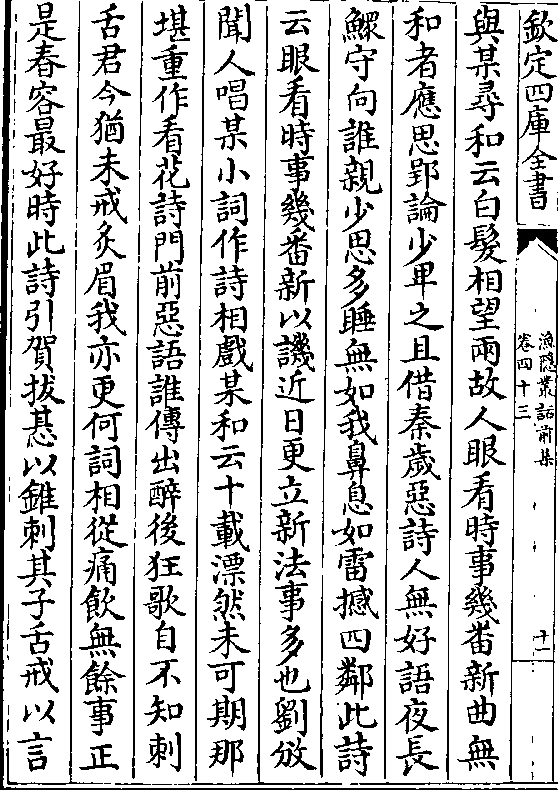 欽定四庫全書
漁隱叢話前集
卷四十三
十一
與某尋和云白髮相望兩故人眼看時事幾番新曲無
和者應思郢論少卑之且借秦歲惡詩人無好語夜長
鰥守向誰親少思多睡無如我鼻息如雷撼四鄰此詩
云眼看時事幾番新以譏近日更立新法事多也劉攽
聞人唱某小詞作詩相戲某和云十載漂然未可期那
堪重作看花詩門前惡語誰傳出醉後狂歌自不知刺
舌君今猶未戒炙眉我亦更何詞相從痛飲無餘事正
是春容最好時此詩引賀拔惎以錐刺其子舌戒以言